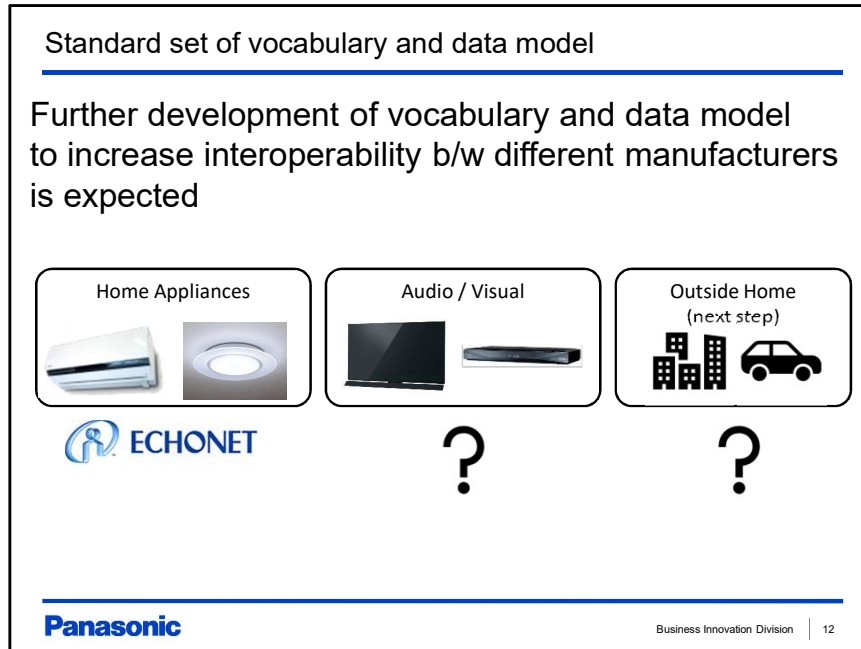 Standard set of vocabulary and data model
Further development of vocabulary and data model
to increase interoperability b/w different manufacturers
is expected
Home Appliances
Audio / Visual
Outside Home
(next step)
ECHONET
?
?
Panasonic
Business Innovation Division
12